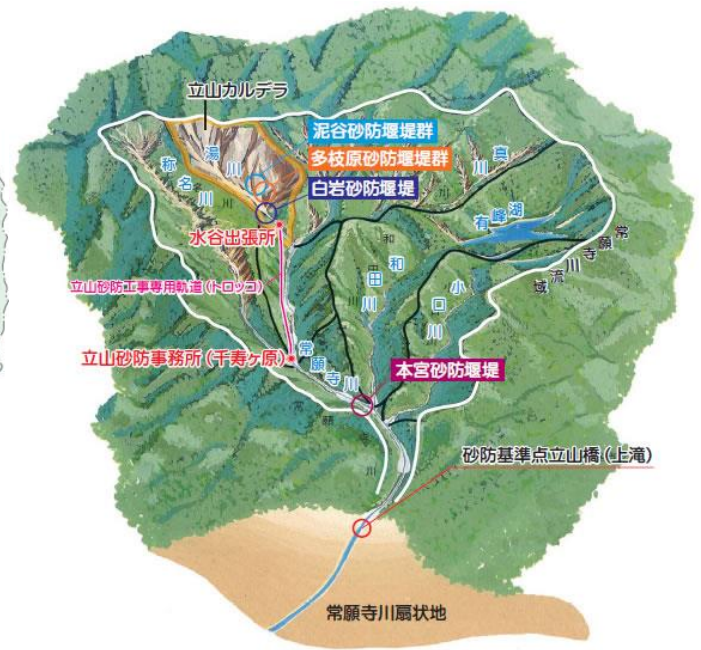 立山カルデラ
泥谷砂防堰堤群
多枝原砂防堰堤群
白岩砂防堰堤
湯川
称名川
真川
有峰湖
常願寺川流域
水谷出張所
和田川
小口川
立山砂防工事専用軌道(トロッコ)
立山砂防事務所(千寿ヶ原)
常願寺川
本宮砂防堰堤
砂防基準点立山橋(上滝)
常願寺川扇状地